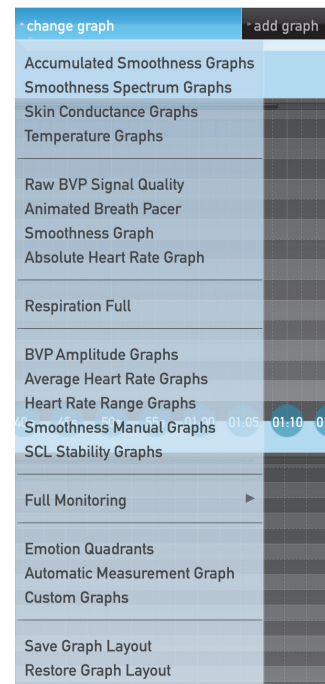 change graph
add graph
Accumulated Smoothness Graphs
Smoothness Spectrum Graphs
Skin Conductance Graphs
Temperature Graphs
Raw BVP Signal Quality
Animated Breath Pacer
Smoothness Graph
Absolute Heart Rate Graph
Respiration Full
BVP Amplitude Graphs
Average Heart Rate Graphs
Heart Rate Range Graphs
01:00 01:05 01:10
Smoothness Manual Graphs
SCL Stability Graphs
Full Monitoring
Emotion Quadrants
Automatic Measurement Graph
Custom Graphs
Save Graph Layout
Restore Graph Layout